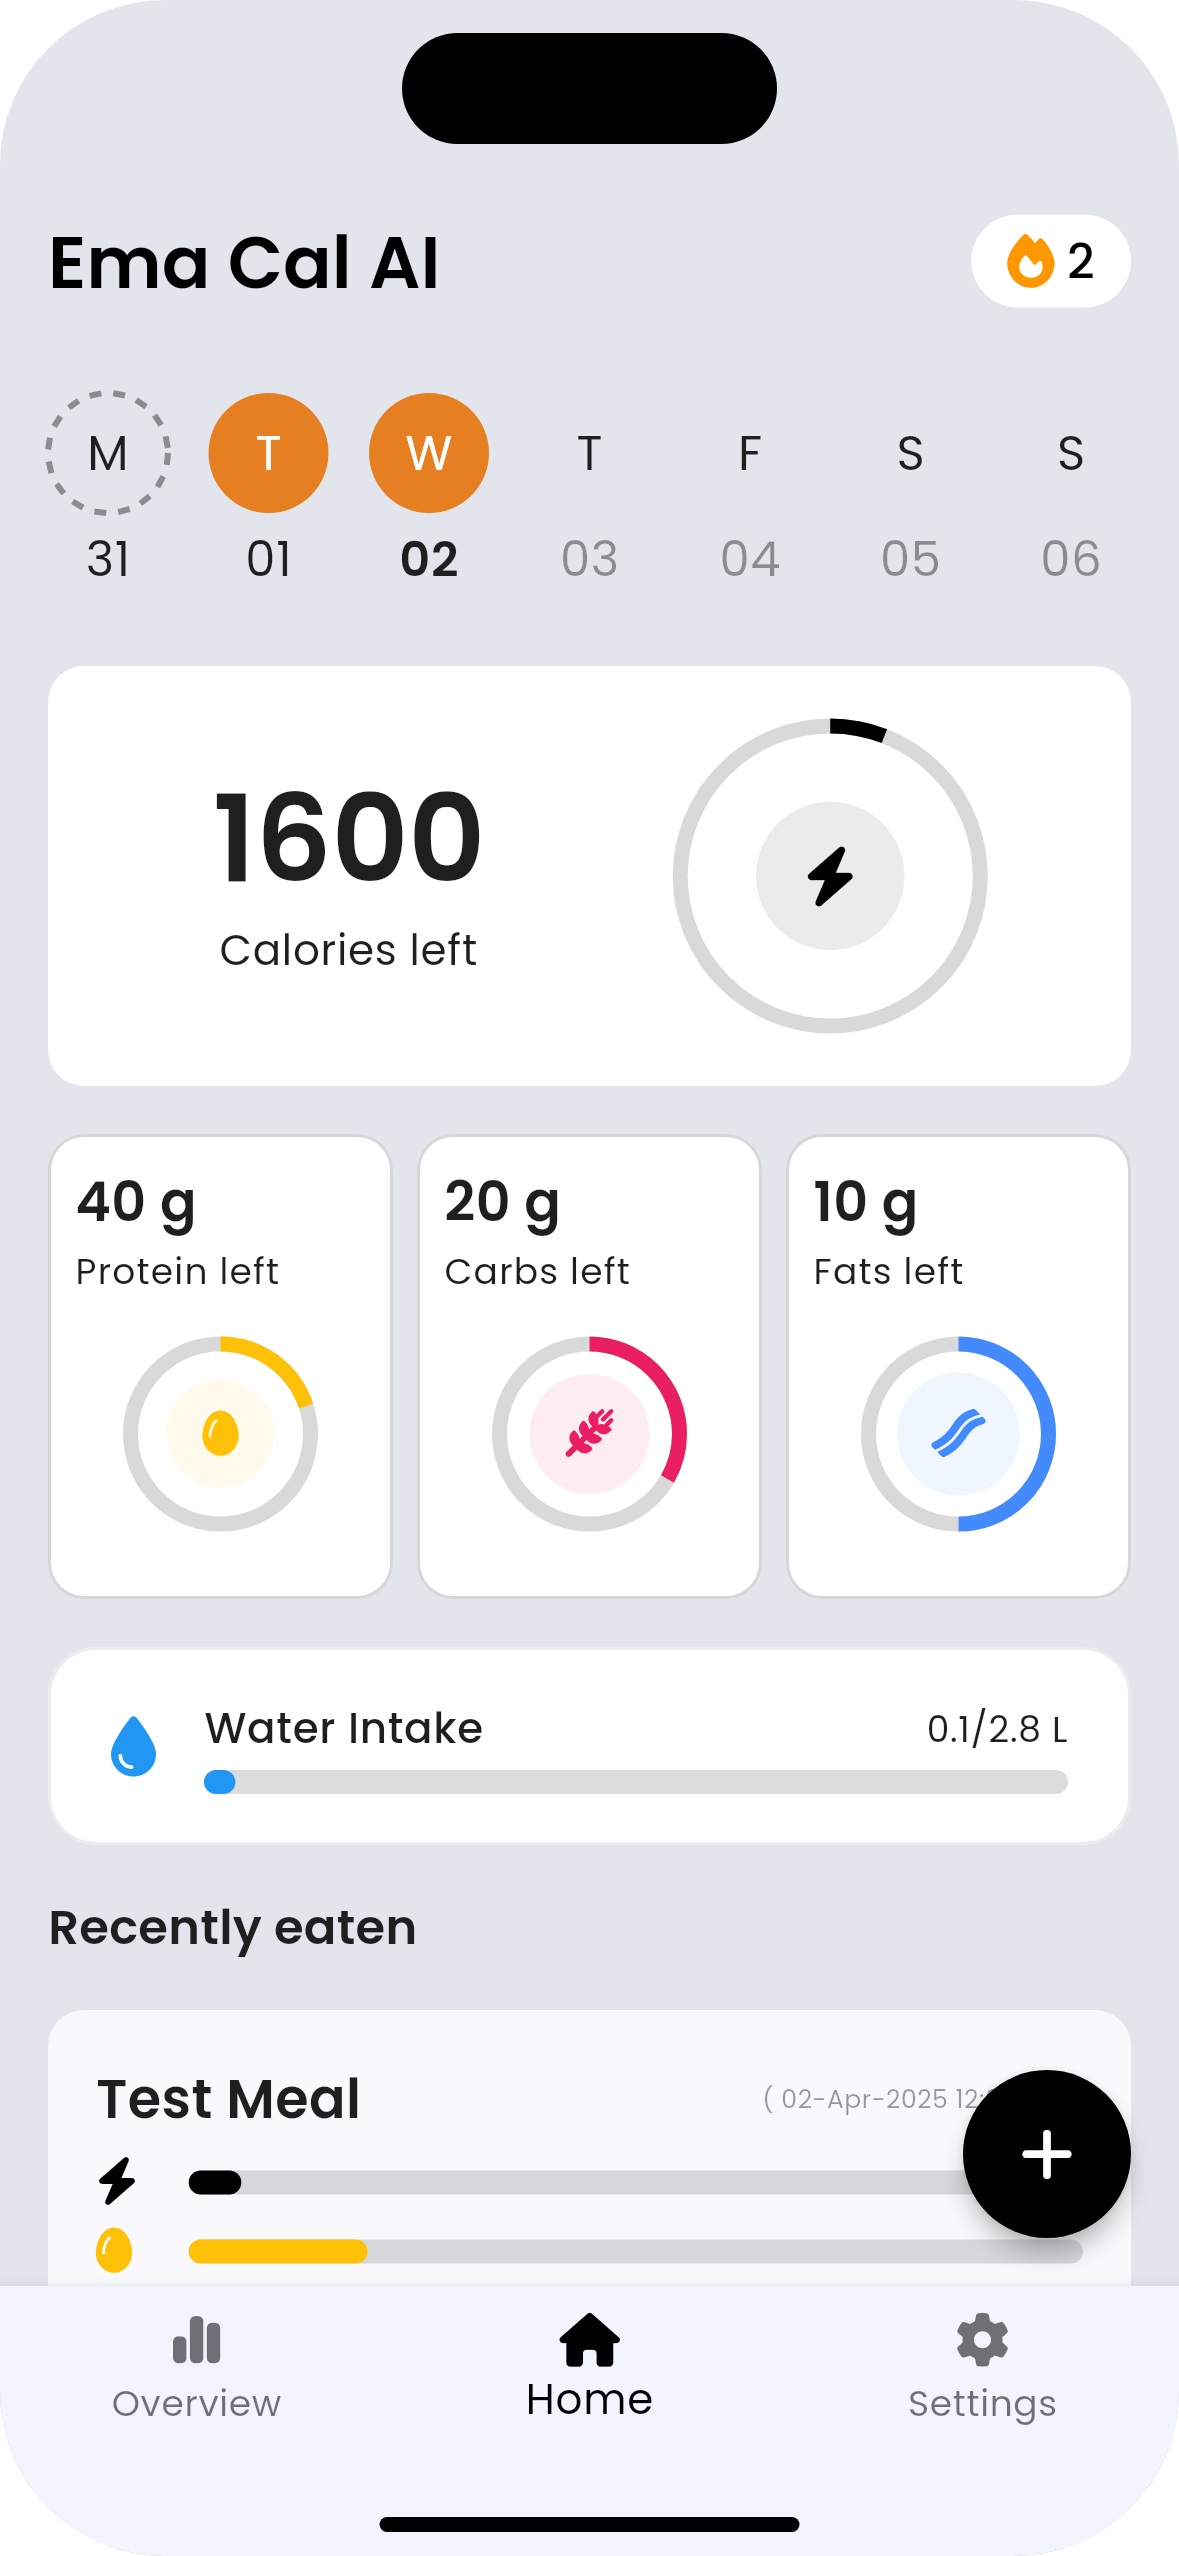 Ema Cal AI
2
M T W T F S S
31 01 02 03 04 05 06
1600
Calories left
40 g
Protein left
20 g
Carbs left
10 g
Fats left
Water Intake
0.1/2.8 L
Recently eaten
Test Meal
( 02-Apr-2025 12:
Overview
Home
Settings